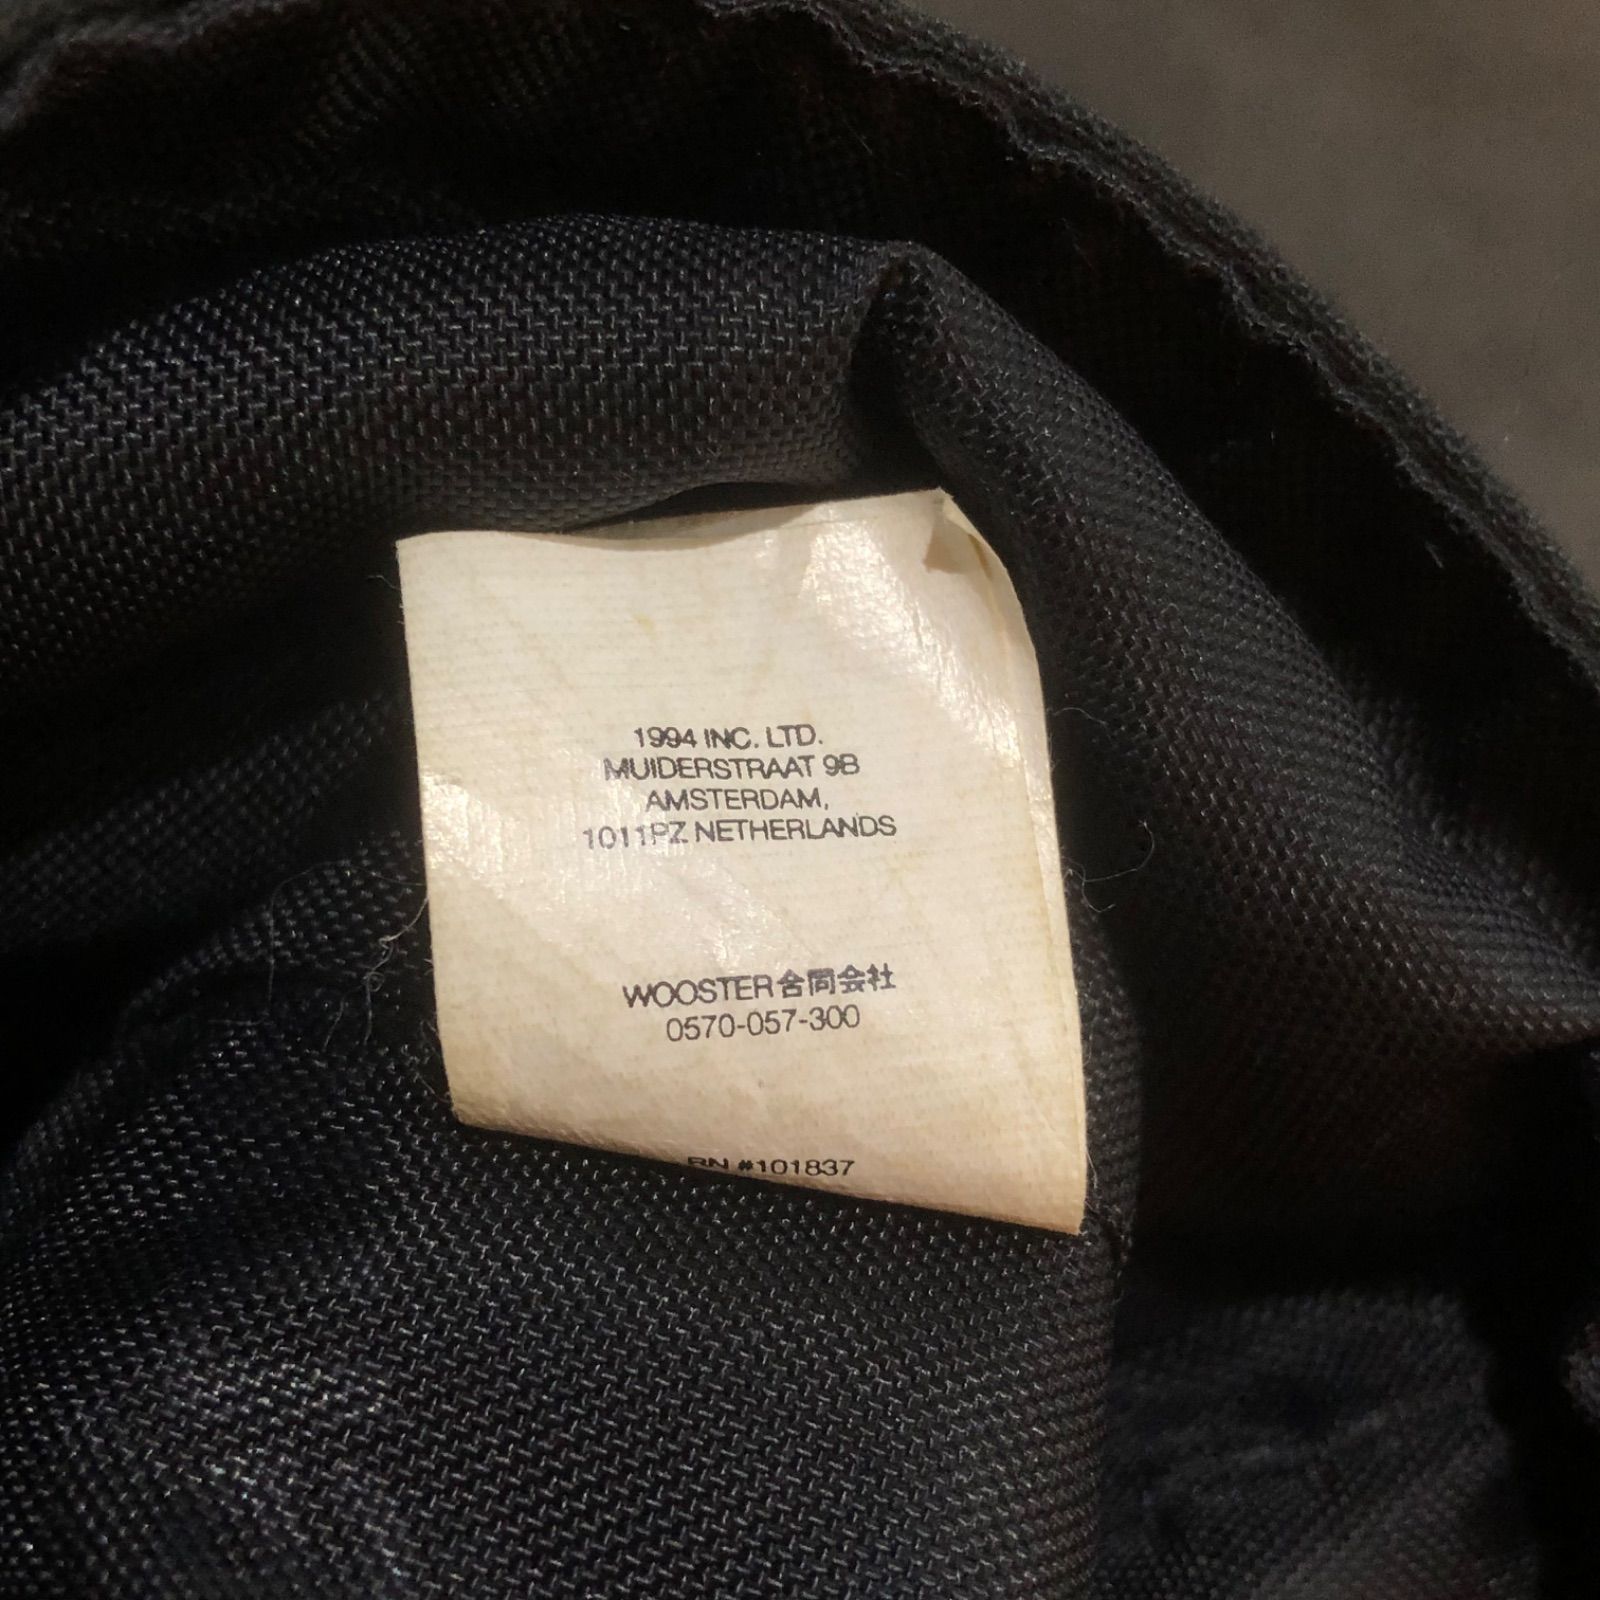 1994 INC. LTD.
MUIDERSTRAAT 9B
AMSTERDAM,
1011PZ NETHERLANDS
WOOSTER合同会社
0570-057-300
RN #101837